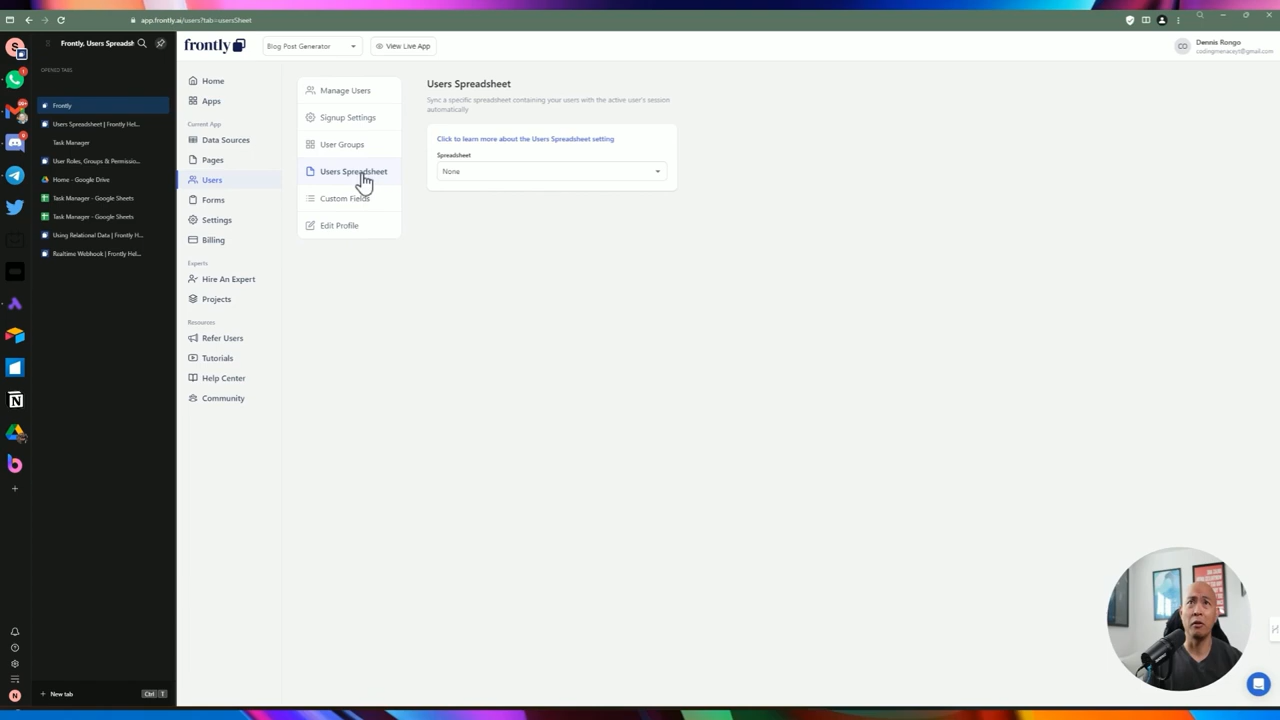 app.frontly.ai/users?tab=usersSheet
Frontly, Users Spreadsh
OPENED TABS
Frontly
Users Spreadsheet | Frontly Hel...
Task Manager
User Roles, Groups & Permissio...
Home - Google Drive
Task Manager - Google Sheets
Task Manager - Google Sheets
Using Relational Data | Frontly H...
Realtime Webhook | Frontly Hel...
New tab
Ctrl
T
frontly
Blog Post Generator
View Live App
CO
Dennis Rongo
codingmenacey@gmail.com
Home
Apps
Current App
Data Sources
Pages
Users
Forms
Settings
Billing
Experts
Hire An Expert
Projects
Resources
Refer Users
Tutorials
Help Center
Community
Manage Users
Signup Settings
User Groups
Users Spreadsheet
Custom Fields
Edit Profile
Users Spreadsheet
Sync a specific spreadsheet containing your users with the active user's session
automatically
Click to learn more about the Users Spreadsheet setting
Spreadsheet
None